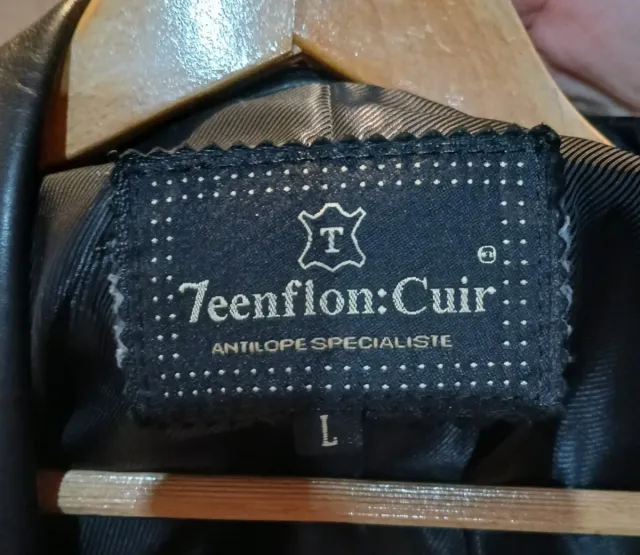 T
Teenflon:Cuir
ANTILOPE SPECIALISTE
L